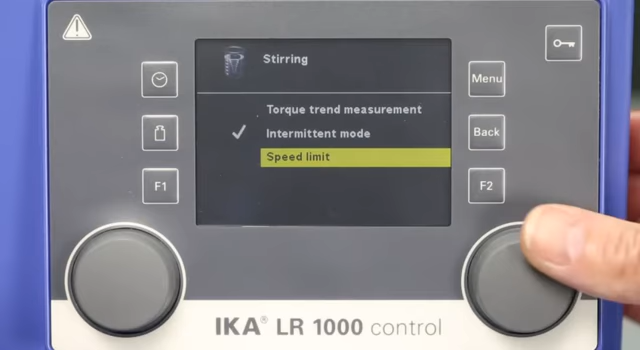 Stirring
Menu
Torque trend measurement
Intermittent mode
Back
Speed limit
F1
F2
IKA® LR 1000 control